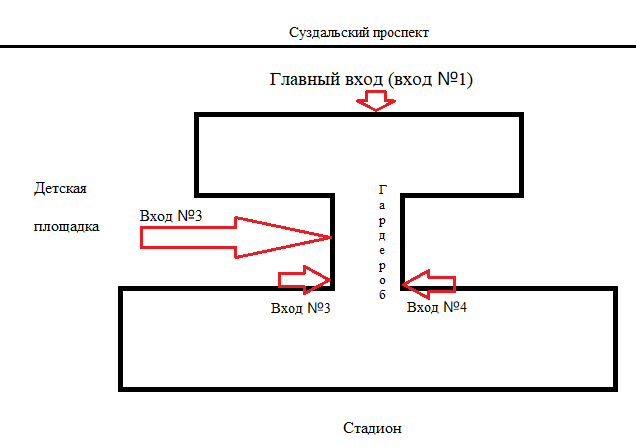 Суздальский проспект
Главный вход (вход №1)
Гардероб
Детская
площадка
Вход №3
Вход №3
Вход №4
Стадион